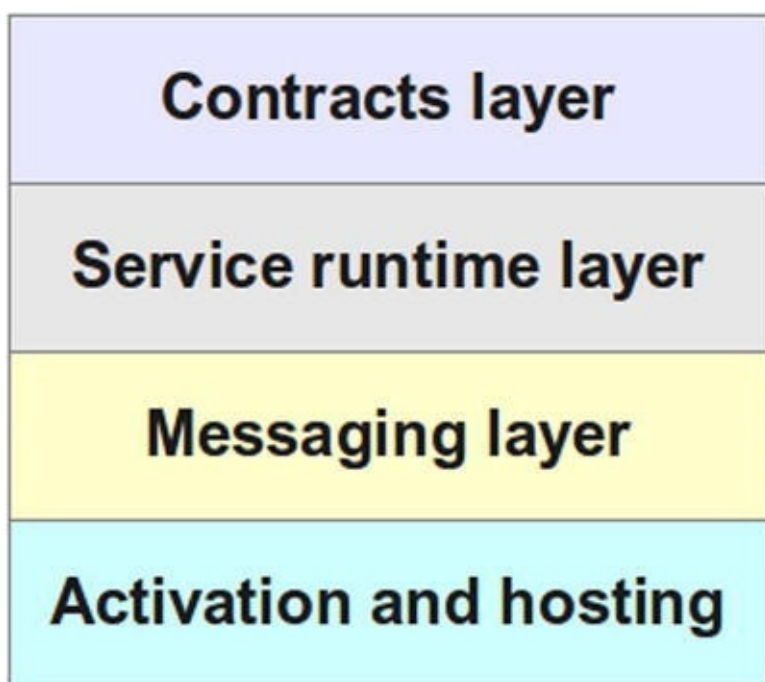 Contracts layer
Service runtime layer
Messaging layer
Activation and hosting